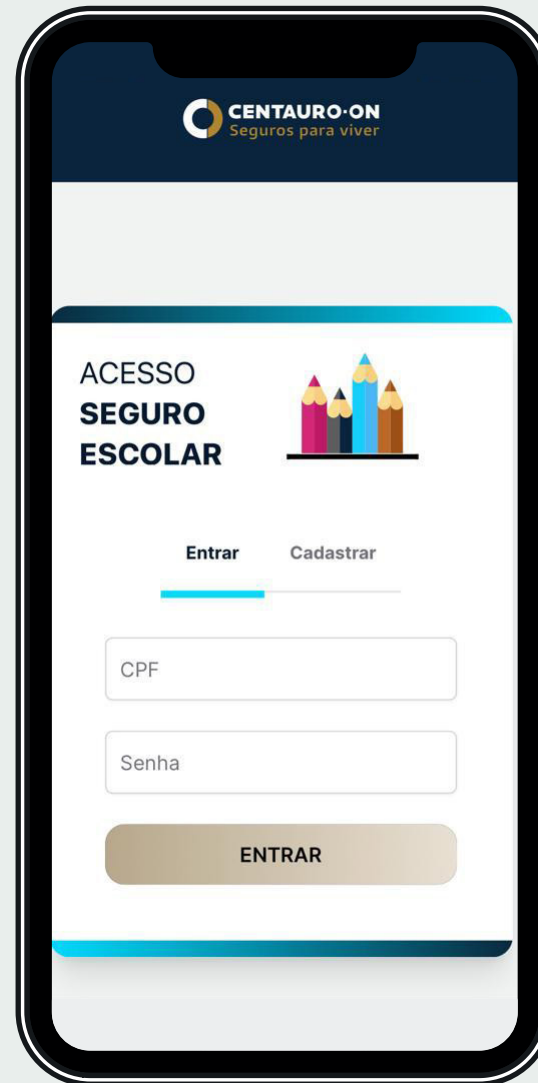 CENTAURO·ON
Seguros para viver
ACESSO
SEGURO
ESCOLAR
Entrar Cadastrar
CPF
Senha
ENTRAR